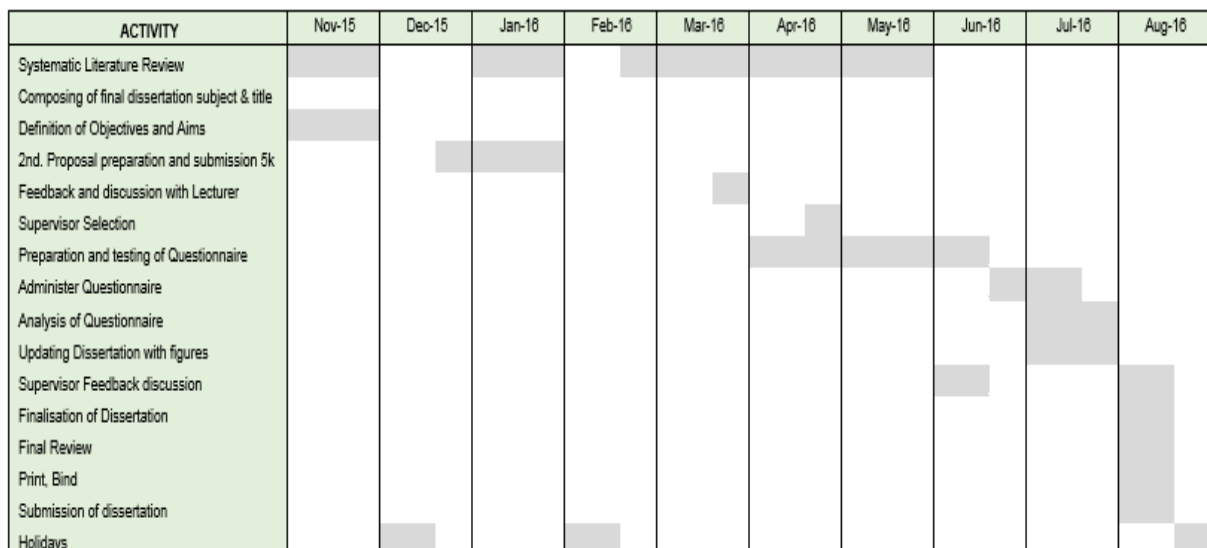 ACTIVITY Nov-15 Dec-15 Jan-16 Feb-16 Mar-16 Apr-16 May-16 Jun-16 Jul-16 Aug-16
Systematic Literature Review
Composing of final dissertation subject & title
Definition of Objectives and Aims
2nd. Proposal preparation and submission 5k
Feedback and discussion with Lecturer
Supervisor Selection
Preparation and testing of Questionnaire
Administer Questionnaire
Analysis of Questionnaire
Updating Dissertation with figures
Supervisor Feedback discussion
Finalisation of Dissertation
Final Review
Print, Bind
Submission of dissertation
Holidays